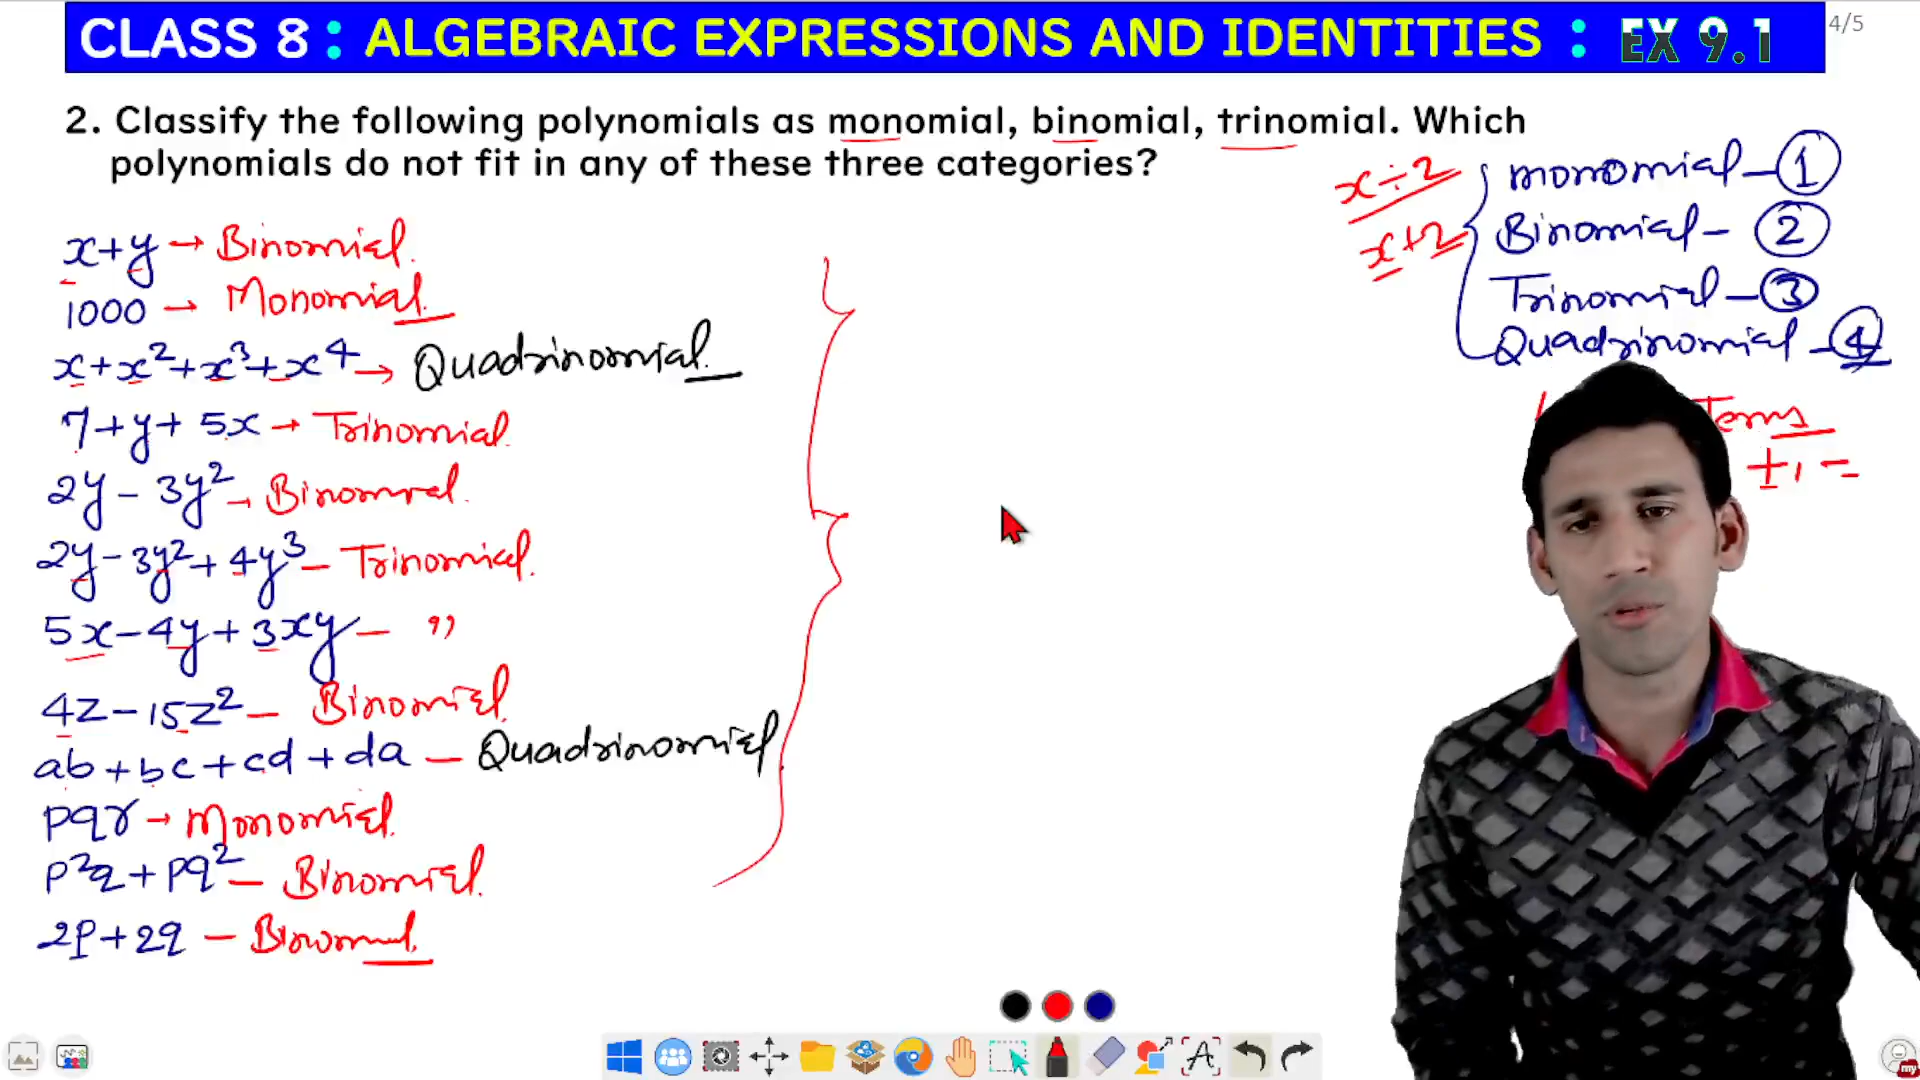 CLASS 8 : ALGEBRAIC EXPRESSIONS AND IDENTITIES : EX 9.1
4/5
2. Classify the following polynomials as monomial, binomial, trinomial. Which
polynomials do not fit in any of these three categories?
x÷2
x+2
monomial - 1
Binomial - 2
Trinomial - 3
Quadrinomial - 4
Terms
+, -
x+y → Binomial.
1000 → Monomial.
x+x²+x³+x⁴ → Quadrinomial.
7+y+5x → Trinomial.
2y-3y² → Binomial.
2y-3y²+4y³ - Trinomial.
5x-4y+3xy - "
4z-15z² - Binomial.
ab+bc+cd+da - Quadrinomial.
pqr → Monomial.
p²q+pq² - Binomial.
2p+2q - Binomial.
my